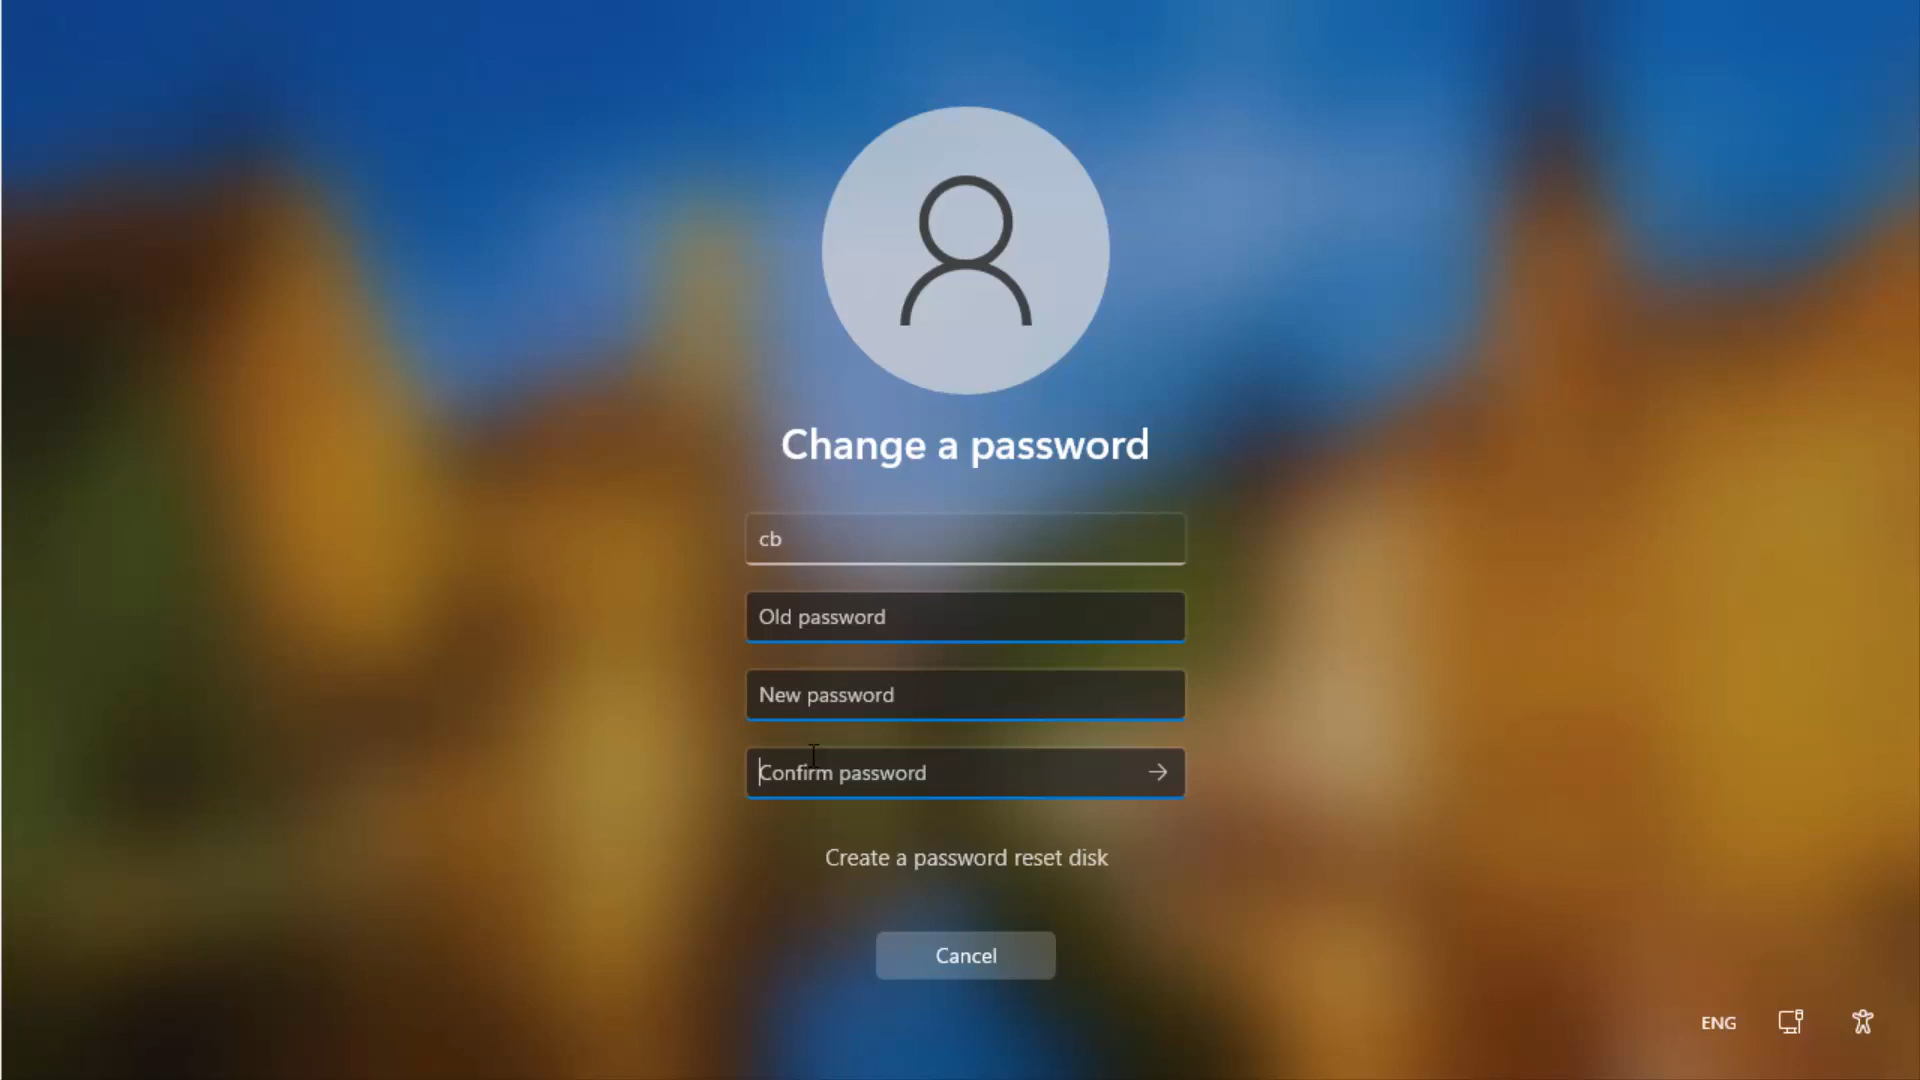 Change a password
cb
Old password
New password
Confirm password
Create a password reset disk
Cancel
ENG